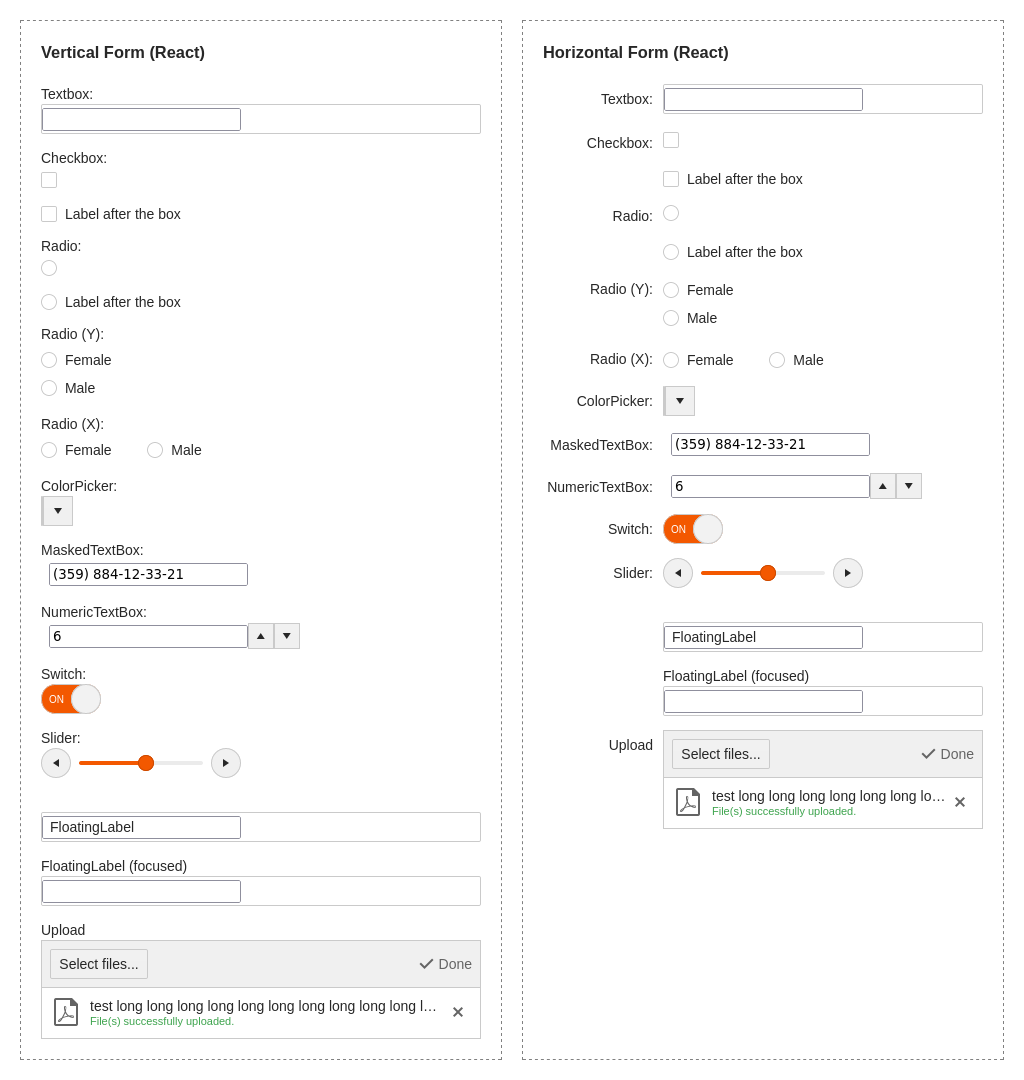 Vertical Form (React)
Textbox:
Checkbox:
Label after the box
Radio:
Label after the box
Radio (Y):
Female
Male
Radio (X):
Female Male
ColorPicker:
MaskedTextBox:
(359) 884-12-33-21
NumericTextBox:
6
Switch:
ON
Slider:
FloatingLabel
FloatingLabel (focused)
Upload
Select files... Done
test long long long long long long long long long long l...
File(s) successfully uploaded.
Horizontal Form (React)
Textbox:
Checkbox:
Label after the box
Radio:
Label after the box
Radio (Y): Female
Male
Radio (X): Female Male
ColorPicker:
MaskedTextBox: (359) 884-12-33-21
NumericTextBox: 6
Switch: ON
Slider:
FloatingLabel
FloatingLabel (focused)
Upload Select files... Done
test long long long long long long lo...
File(s) successfully uploaded.